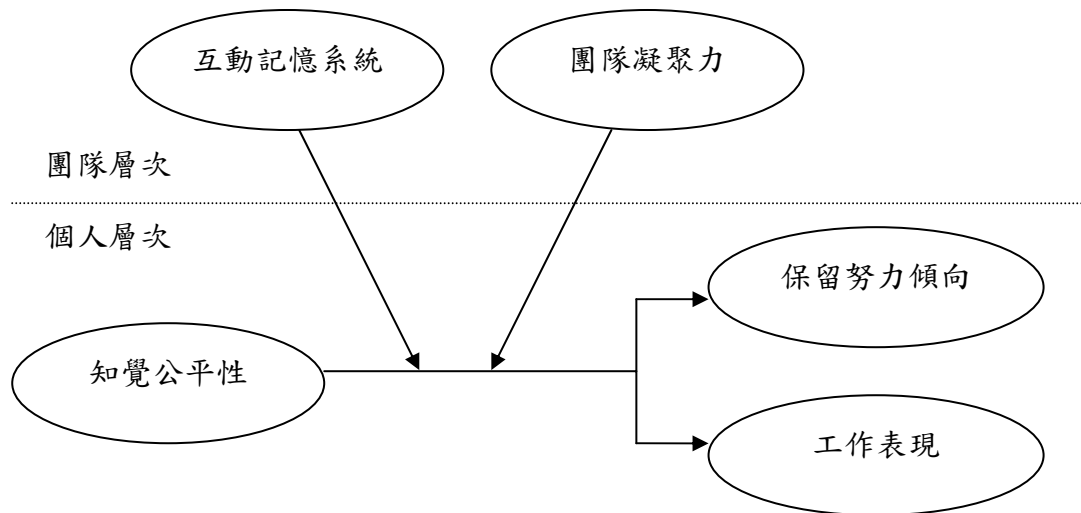 互動記憶系統
團隊凝聚力
團隊層次
個人層次
保留努力傾向
知覺公平性
工作表現